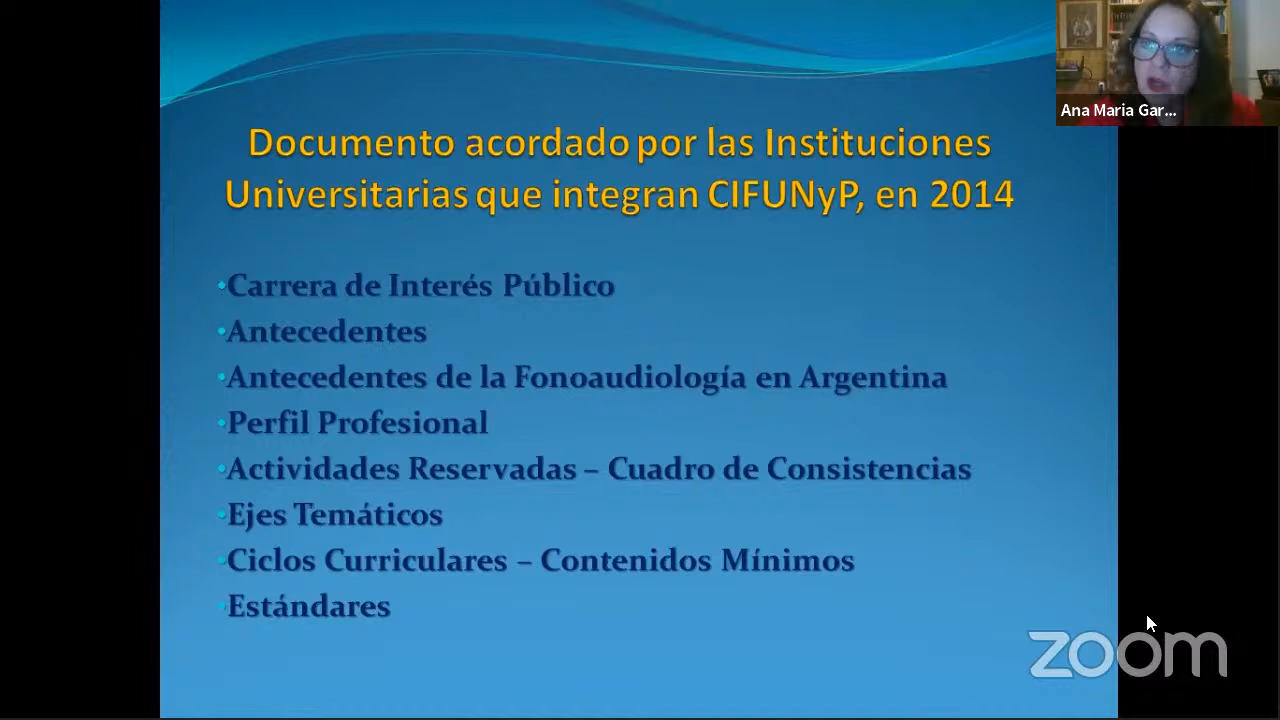 Ana Maria Gar...
Documento acordado por las Instituciones
Universitarias que integran CIFUNyP, en 2014
•Carrera de Interés Público
•Antecedentes
•Antecedentes de la Fonoaudiología en Argentina
•Perfil Profesional
•Actividades Reservadas – Cuadro de Consistencias
•Ejes Temáticos
•Ciclos Curriculares – Contenidos Mínimos
•Estándares
zoom